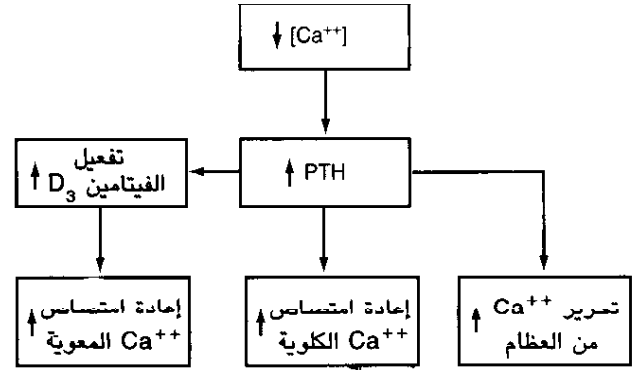 ↓ [Ca⁺⁺]
تفعيل
↑ الفيتامين D₃
↑ PTH
إعادة امتصاص
↑ Ca⁺⁺ المعوية
إعادة امتصاص
↑ Ca⁺⁺ الكلوية
تحرير Ca⁺⁺
↑ من العظام